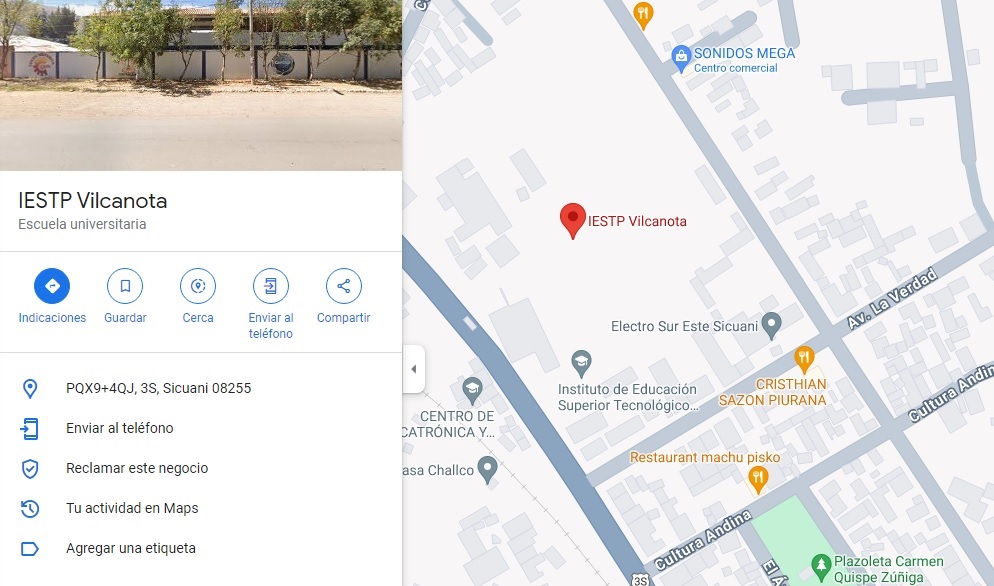 IESTP Vilcanota
Escuela universitaria
Indicaciones
Guardar
Cerca
Enviar al
teléfono
Compartir
PQX9+4QJ, 3S, Sicuani 08255
Enviar al teléfono
Reclamar este negocio
Tu actividad en Maps
Agregar una etiqueta
SONIDOS MEGA
Centro comercial
IESTP Vilcanota
Av. La Verdad
Electro Sur Este Sicuani
CRISTHIAN
SAZON PIURANA
Instituto de Educación
Superior Tecnológico...
Cultura Andina
CENTRO DE
CATRÓNICA Y...
asa Challco
Restaurant machu pisko
Cultura Andina
3S
El Á
Plazoleta Carmen
Quispe Zúñiga